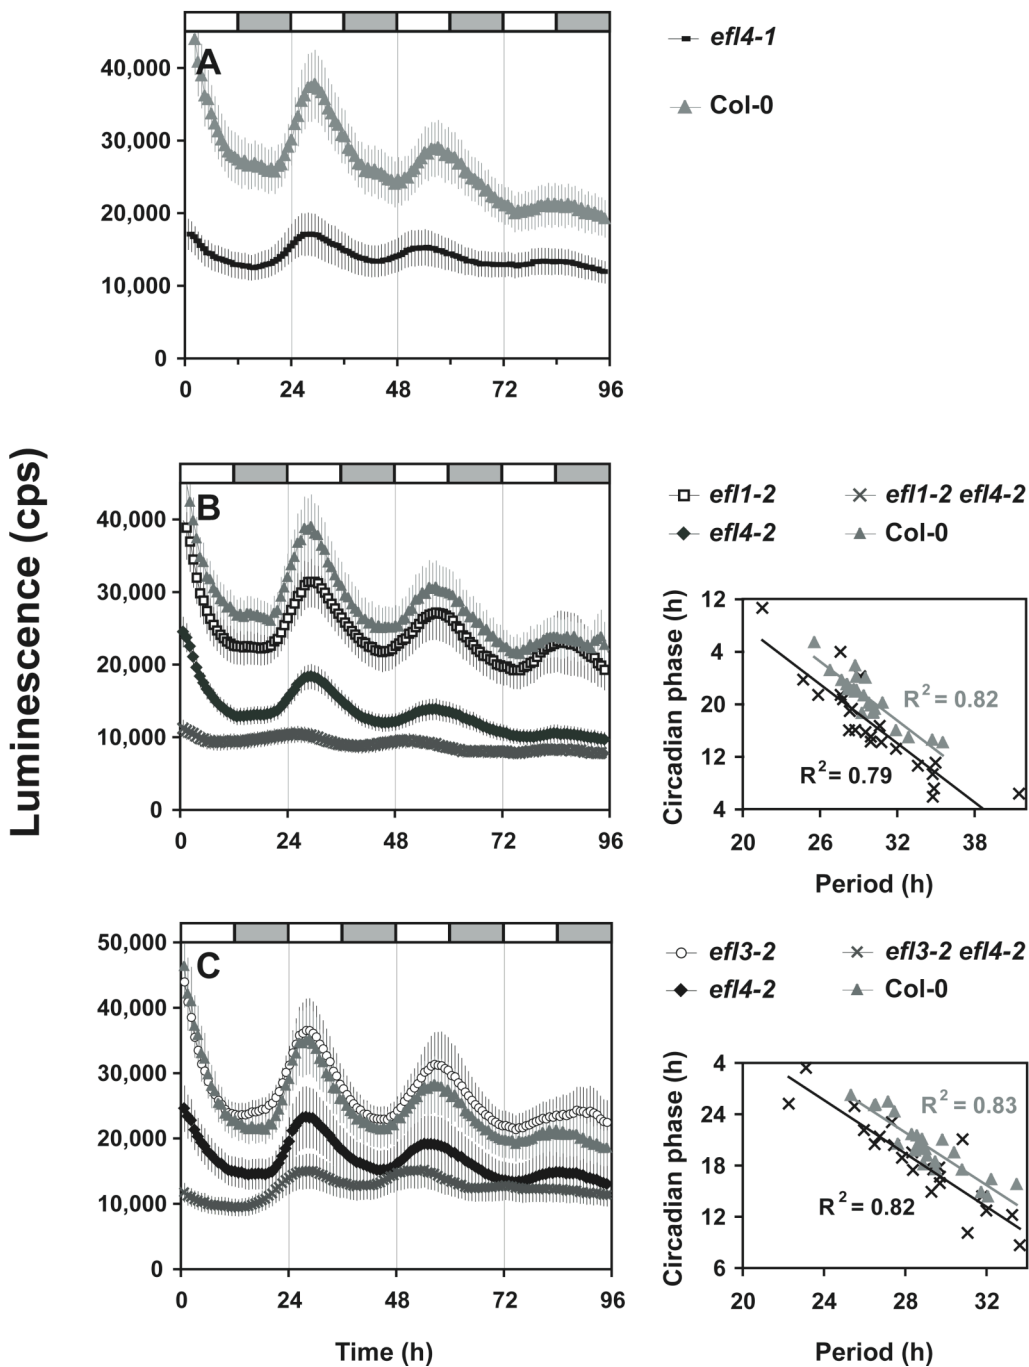 A
efl4-1
Col-0
40,000
30,000
20,000
10,000
0
0 24 48 72 96
Luminescence (cps)
B
efl1-2 efl1-2 efl4-2
efl4-2 Col-0
40,000
30,000
20,000
10,000
0
0 24 48 72 96
Circadian phase (h)
12
4
20
12
4
R² = 0.82
R² = 0.79
20 26 32 38
Period (h)
C
efl3-2 efl3-2 efl4-2
efl4-2 Col-0
50,000
40,000
30,000
20,000
10,000
0
0 24 48 72 96
Time (h)
Circadian phase (h)
4
24
18
12
6
R² = 0.83
R² = 0.82
20 24 28 32
Period (h)